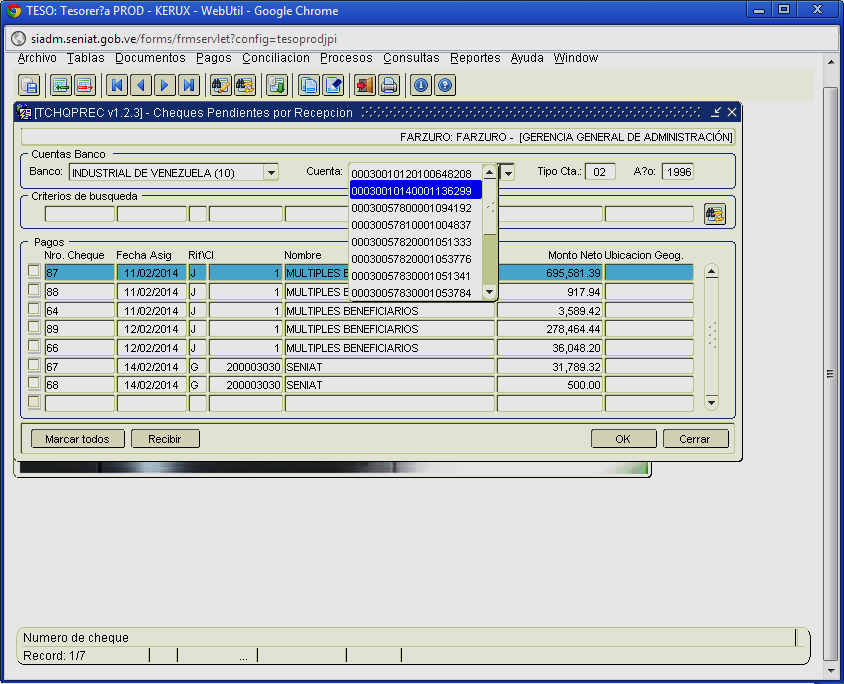 TESO: Tesorer?a PROD - KERUX - WebUtil - Google Chrome
siadm.seniat.gob.ve/forms/frmservlet?config=tesoprodjpi
Archivo Tablas Documentos Pagos Conciliacion Procesos Consultas Reportes Ayuda Window
[TCHQPREC v1.2.3] - Cheques Pendientes por Recepcion
FARZURO: FARZURO - [GERENCIA GENERAL DE ADMINISTRACIÓN]
Cuentas Banco
Banco: INDUSTRIAL DE VENEZUELA (10) Cuenta: Tipo Cta.: 02 A?o: 1996
00030010120100648208
00030010140001136299
00030057800001094192
00030057810001004837
00030057820001051333
00030057820001053776
00030057830001051341
00030057830001053784
Criterios de busqueda
Pagos
Nro. Cheque Fecha Asig Rif\CI Nombre Monto Neto Ubicacion Geog.
87 11/02/2014 J 1 MULTIPLES B 695,581.39
88 11/02/2014 J 1 MULTIPLES B 917.94
64 11/02/2014 J 1 MULTIPLES BENEFICIARIOS 3,589.42
89 12/02/2014 J 1 MULTIPLES BENEFICIARIOS 278,464.44
66 12/02/2014 J 1 MULTIPLES BENEFICIARIOS 36,048.20
67 14/02/2014 G 200003030 SENIAT 31,789.32
68 14/02/2014 G 200003030 SENIAT 500.00
Marcar todos Recibir OK Cerrar
Numero de cheque
Record: 1/7 ...